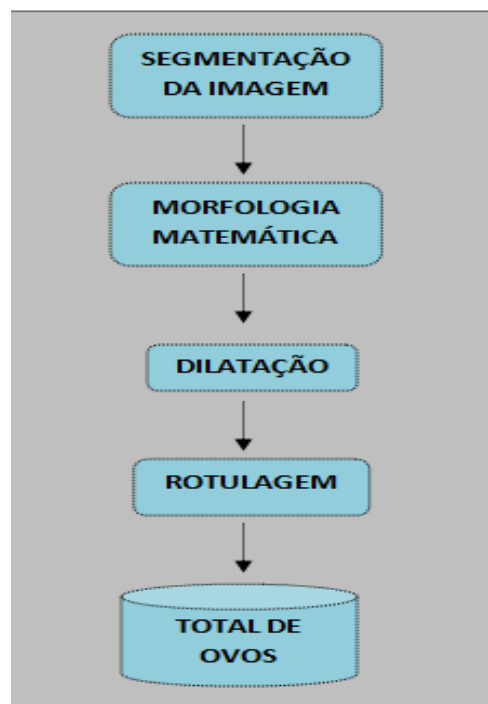 SEGMENTAÇÃO
DA IMAGEM
MORFOLOGIA
MATEMÁTICA
DILATAÇÃO
ROTULAGEM
TOTAL DE
OVOS